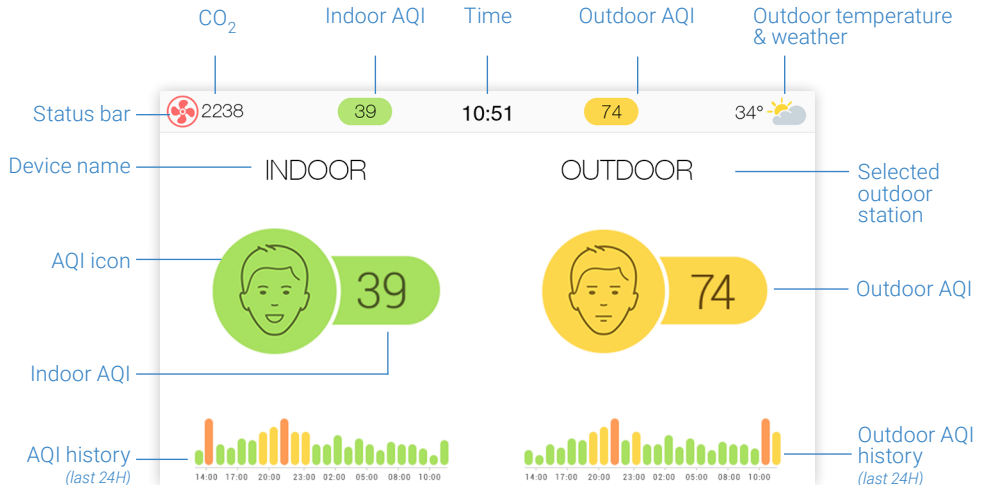 CO2
Indoor AQI
Time
Outdoor AQI
Outdoor temperature
& weather
Status bar
2238
39
10:51
74
34°
Device name
INDOOR
OUTDOOR
Selected
outdoor
station
AQI icon
39
74
Outdoor AQI
Indoor AQI
AQI history
(last 24H)
14:00 17:00 20:00 23:00 02:00 05:00 08:00 10:00
14:00 17:00 20:00 23:00 02:00 05:00 08:00 10:00
Outdoor AQI
history
(last 24H)